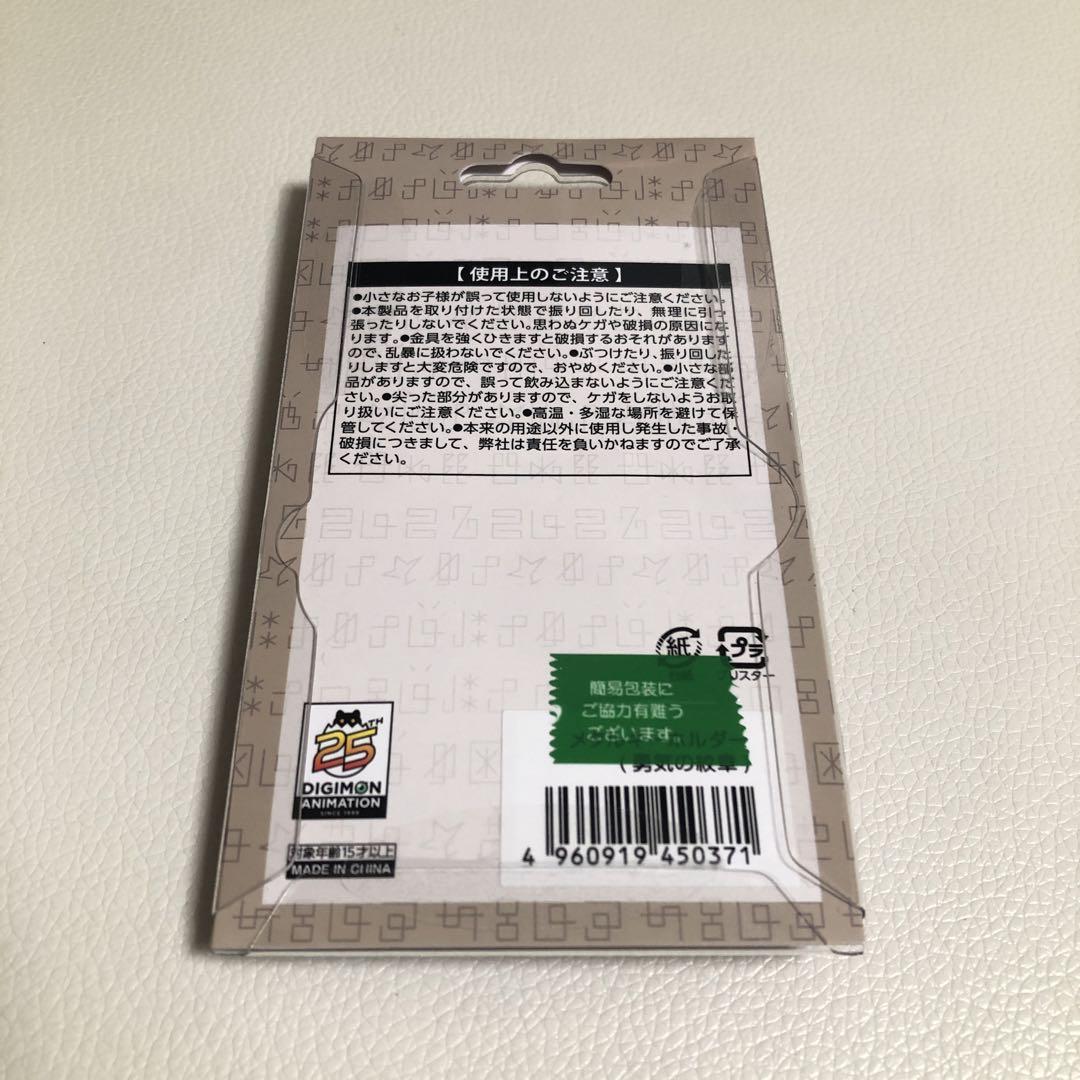 【使用上のご注意】
●小さなお子様が誤って使用しないようにご注意ください。
●本製品を取り付けた状態で振り回したり、無理に引っ
張ったりしないでください。思わぬケガや破損の原因にな
ります。●金具を強くひきますと破損するおそれがあります
ので、乱暴に扱わないでください。●ぶつけたり、振り回した
りしますと大変危険ですので、おやめください。●小さな部
品がありますので、誤って飲み込まないようにご注意くだ
さい。●尖った部分がありますので、ケガをしないようお取
り扱いにご注意ください。●高温・多湿な場所を避けて保
管してください。●本来の用途以外に使用し発生した事故・
破損につきまして、弊社は責任を負いかねますのでご了承
ください。
紙
プラ
簡易包装に
ご協力有難う
ございます。
ホルダー
(勇気の紋章)
4 960919 450371
25TH
DIGIMON
ANIMATION
SINCE 1999
対象年齢15才以上
MADE IN CHINA